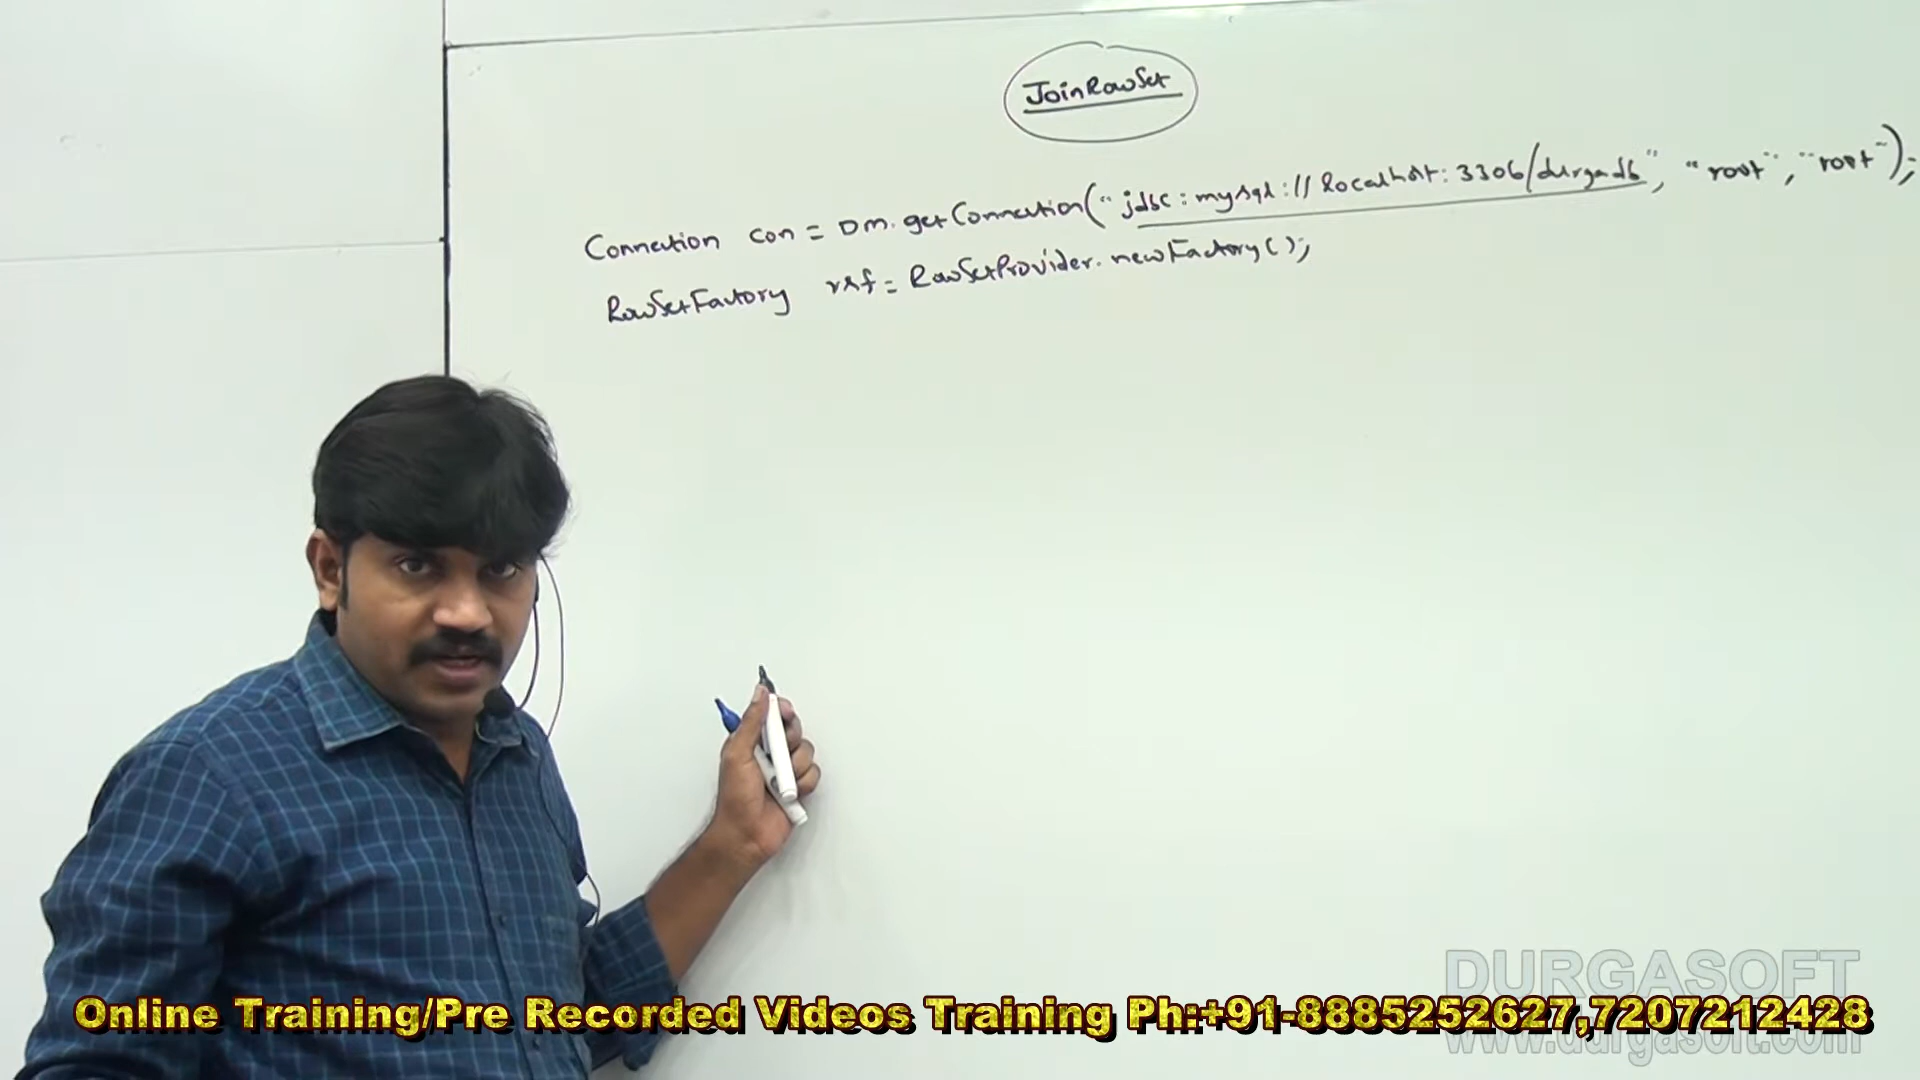 JoinRowSet
Connection con = DM.getConnection("jdbc:mysql://localhost:3306/durgadb", "root", "root");
RowSetFactory rsf = RowSetProvider.newFactory();
DURGASOFT
www.durgasoft.com
Online Training/Pre Recorded Videos Training Ph:+91-8885252627,7207212428